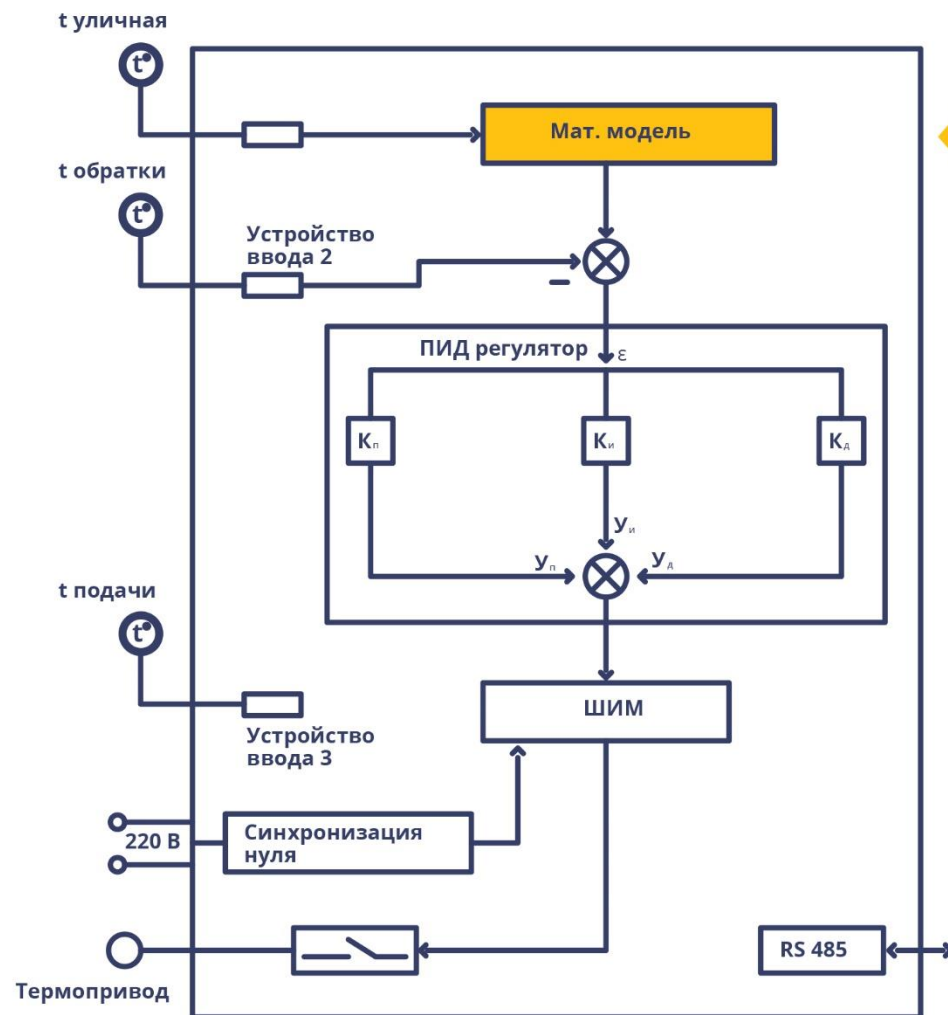 t уличная
t°
Мат. модель
t обратки
t°
Устройство
ввода 2
ПИД регулятор
ε
Кп
Ки
Кд
Уи
Уп
Уд
t подачи
t°
ШИМ
Устройство
ввода 3
220 В
Синхронизация
нуля
RS 485
Термопривод